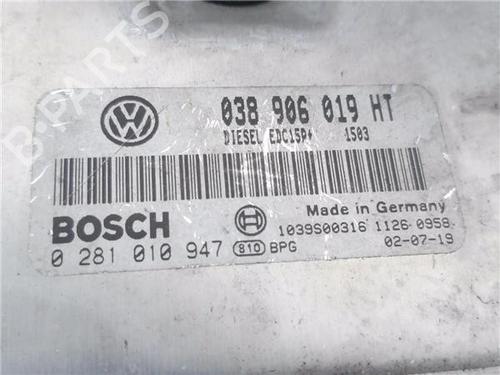 038 906 019 HT
DIESEL EDC15P+ 1503
BOSCH
Made in Germany
1039S00316 1126 0958
0 281 010 947 810 BPG 02-07-19